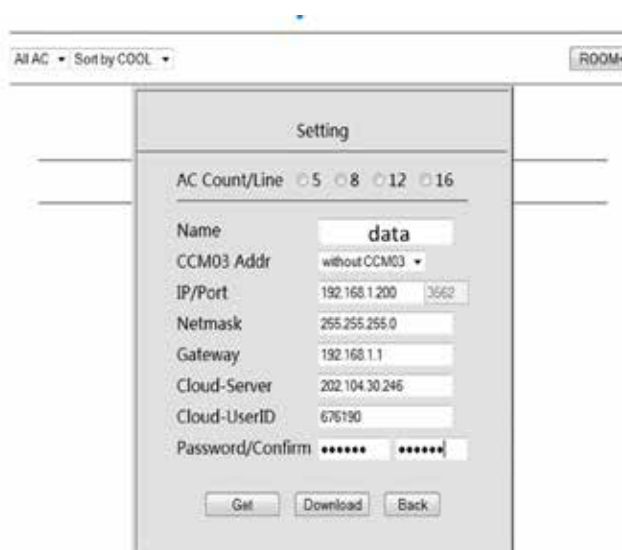 All AC Sort by COOL ROOM
Setting
AC Count/Line 5 8 12 16
Name data
CCM03 Addr without CCM03
IP/Port 192.168.1.200 3562
Netmask 255.255.255.0
Gateway 192.168.1.1
Cloud-Server 202.104.30.246
Cloud-UserID 676190
Password/Confirm •••••• ••••••
Get Download Back